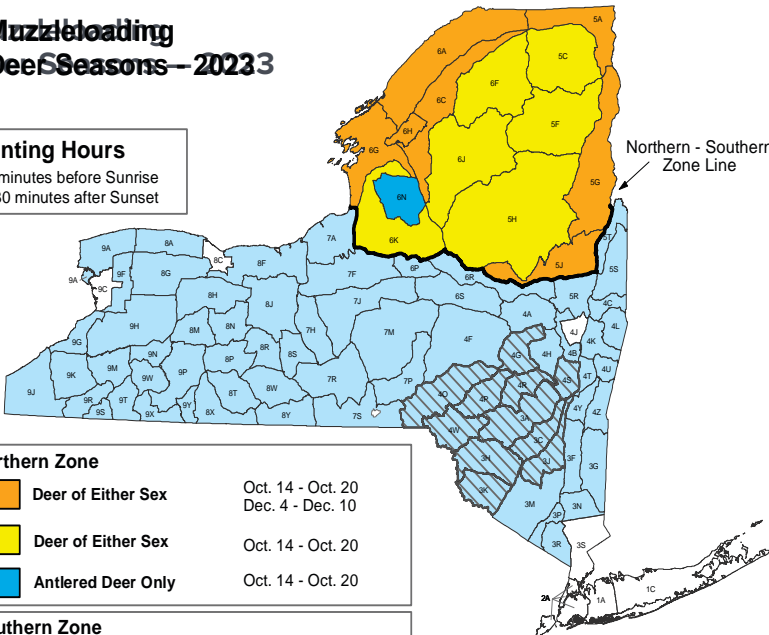 Muzzleloading
Deer Seasons - 2023
nting Hours
minutes before Sunrise
30 minutes after Sunset
Northern - Southern
Zone Line
5A
6A
5C
6F
6C
5F
6H
6G
6J
5G
6N
5H
6K
5J
7A
5T
9A
8A
8C
8F
6P
6R
5S
9A
9F
8G
7F
9C
8H
7J
6S
5R
4C
8J
4A
9H
8M
8N
7H
7M
4F
4J
4L
4K
9G
9N
8R
8S
4G
4H
4B
9K
9M
8P
9P
7R
7P
4R
4S
4T
4U
9J
9W
8T
8W
4O
4P
9R
9T
9Y
4Y
4Z
9S
9X
8X
8Y
7S
4W
3A
3C
3H
3J
3F
3G
3K
3M
3N
3P
3R
3S
2A
1A
1C
rthern Zone
Deer of Either Sex Oct. 14 - Oct. 20
Dec. 4 - Dec. 10
Deer of Either Sex Oct. 14 - Oct. 20
Antlered Deer Only Oct. 14 - Oct. 20
uthern Zone